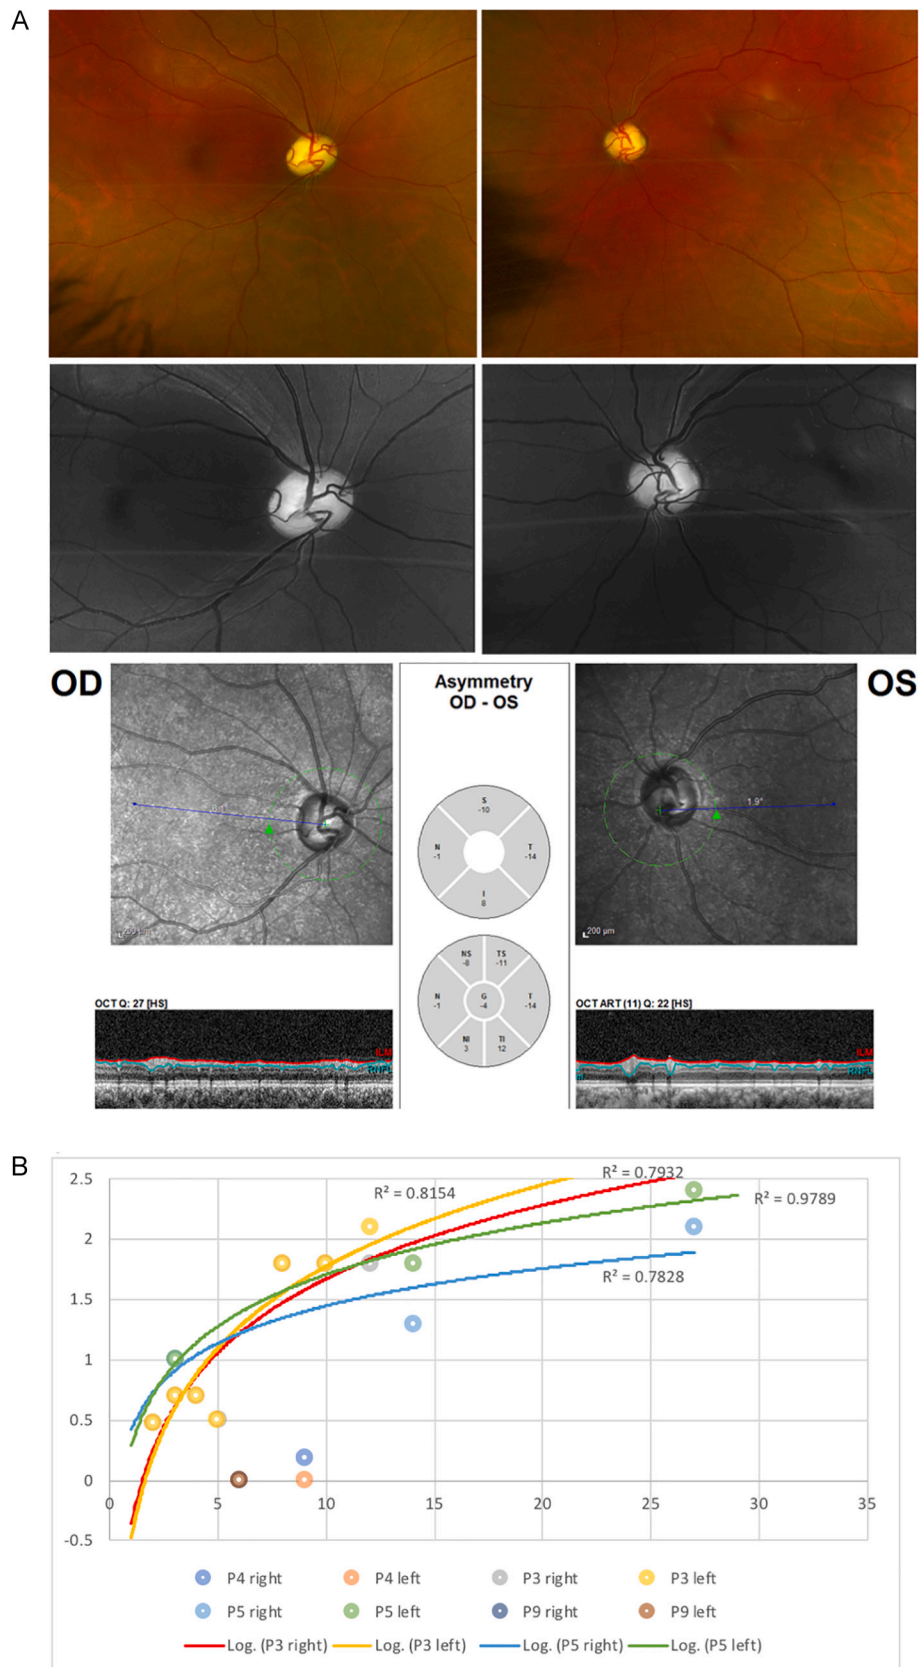 A
OD
Asymmetry
OD - OS
OS
S
-10
N
-1
T
-14
I
8
NS
-8
TS
-11
N
-1
G
-4
T
-14
NI
3
TI
12
1.9°
200 µm
200 µm
OCT Q: 27 [HS]
OCT ART (11) Q: 22 [HS]
ILM
RNFL
ILM
RNFL
B
2.5
2
1.5
1
0.5
0
-0.5
0 5 10 15 20 25 30 35
R² = 0.8154
R² = 0.7932
R² = 0.9789
R² = 0.7828
P4 right P4 left P3 right P3 left
P5 right P5 left P9 right P9 left
Log. (P3 right) Log. (P3 left) Log. (P5 right) Log. (P5 left)